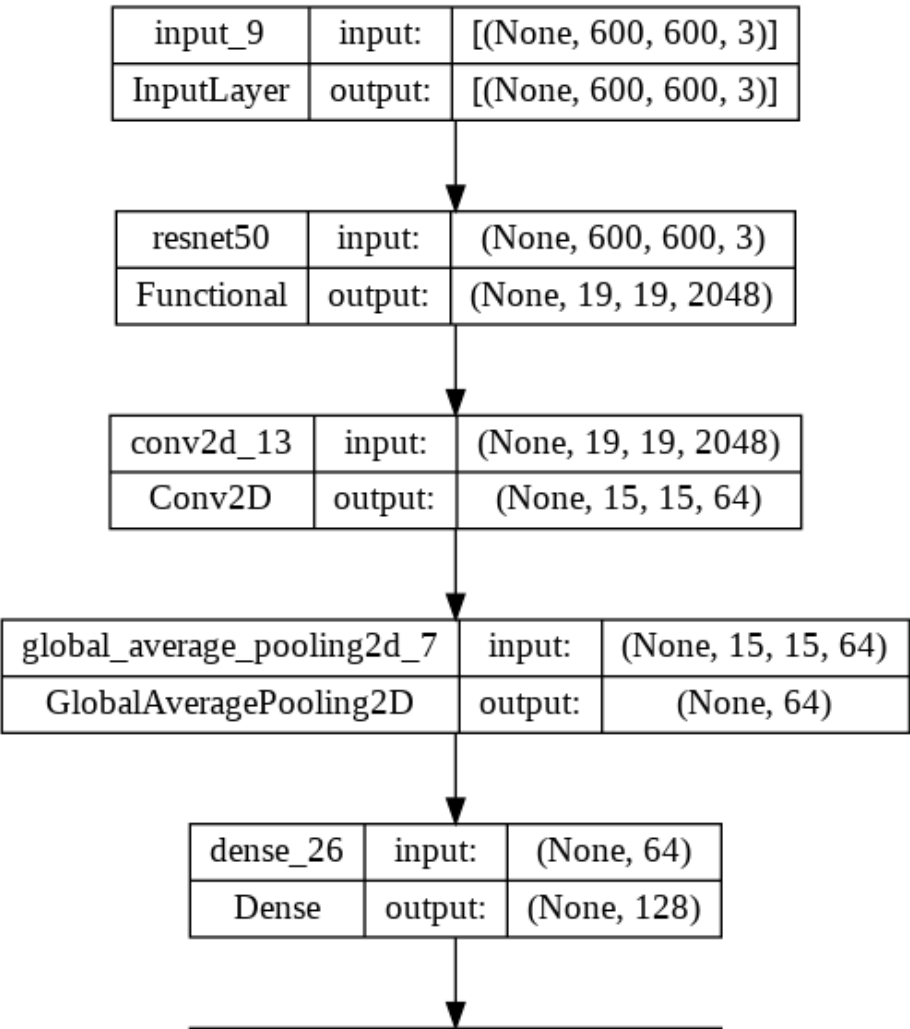 input_9 input: [(None, 600, 600, 3)]
InputLayer output: [(None, 600, 600, 3)]
resnet50 input: (None, 600, 600, 3)
Functional output: (None, 19, 19, 2048)
conv2d_13 input: (None, 19, 19, 2048)
Conv2D output: (None, 15, 15, 64)
global_average_pooling2d_7 input: (None, 15, 15, 64)
GlobalAveragePooling2D output: (None, 64)
dense_26 input: (None, 64)
Dense output: (None, 128)